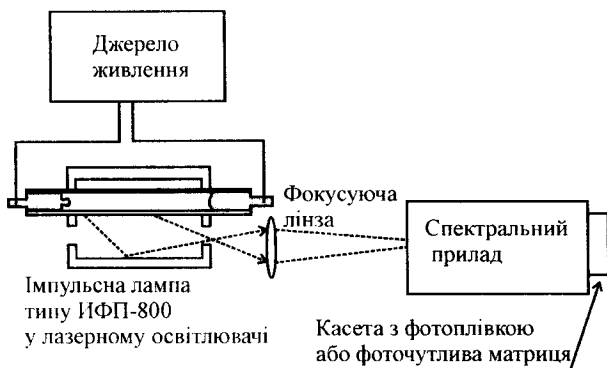 Джерело
живлення
Фокусуюча
лінза
Спектральний
прилад
Імпульсна лампа
типу ИФП-800
у лазерному освітлювачі
Касета з фотоплівкою
або фоточутлива матриця